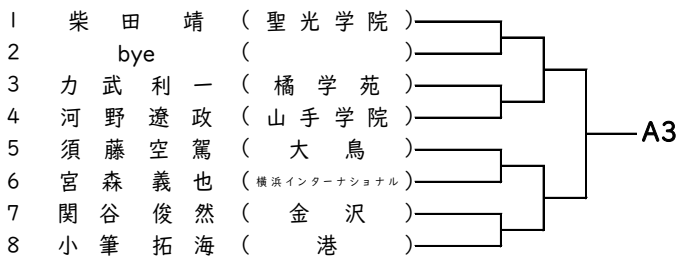 1 柴田 靖 (聖光学院)
2 bye ( )
3 力武 利一 (橘学苑)
4 河野 遼政 (山手学院)
5 須藤 空駕 (大鳥)
6 宮森 義也 (横浜インターナショナル)
7 関谷 俊然 (金沢)
8 小筆 拓海 (港)
A3